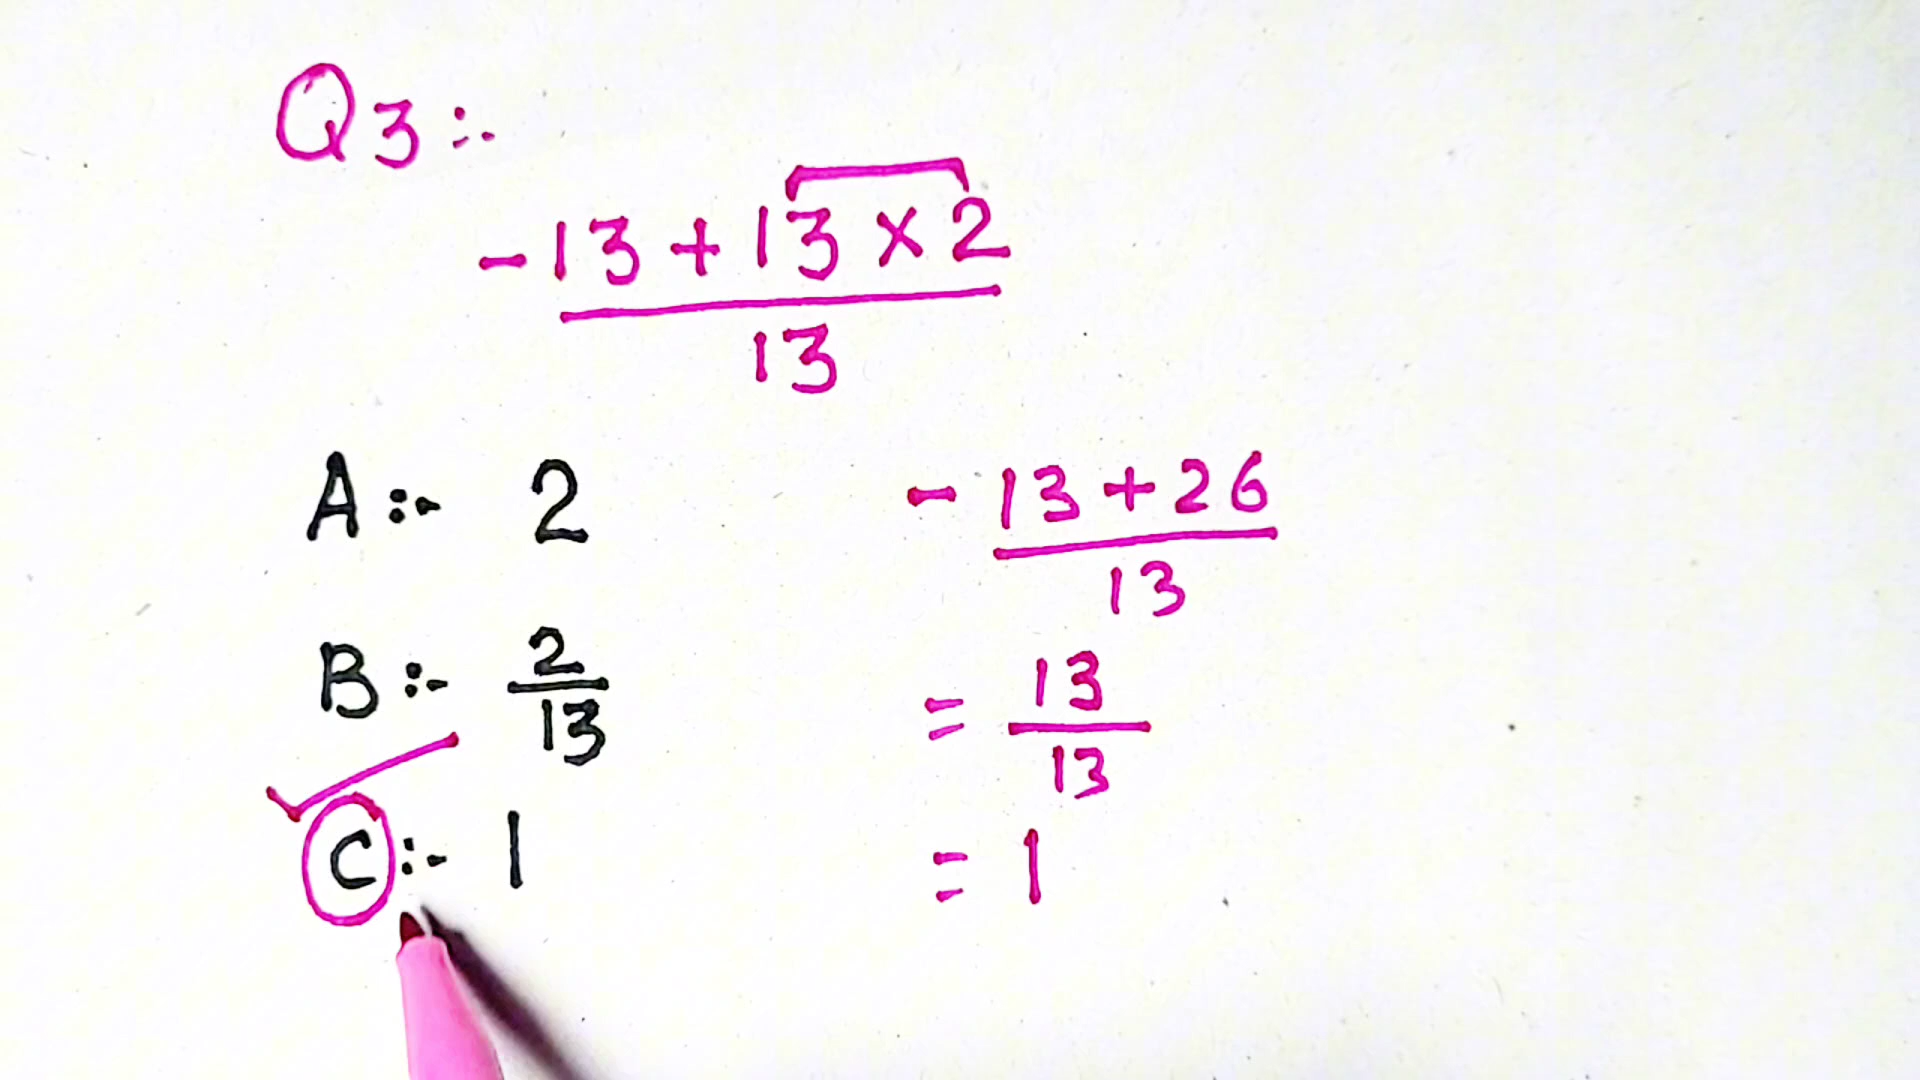 Q3:-
-13+13×2
13
A:- 2
B:- 2/13
C:- 1
-13+26
13
= 13/13
= 1